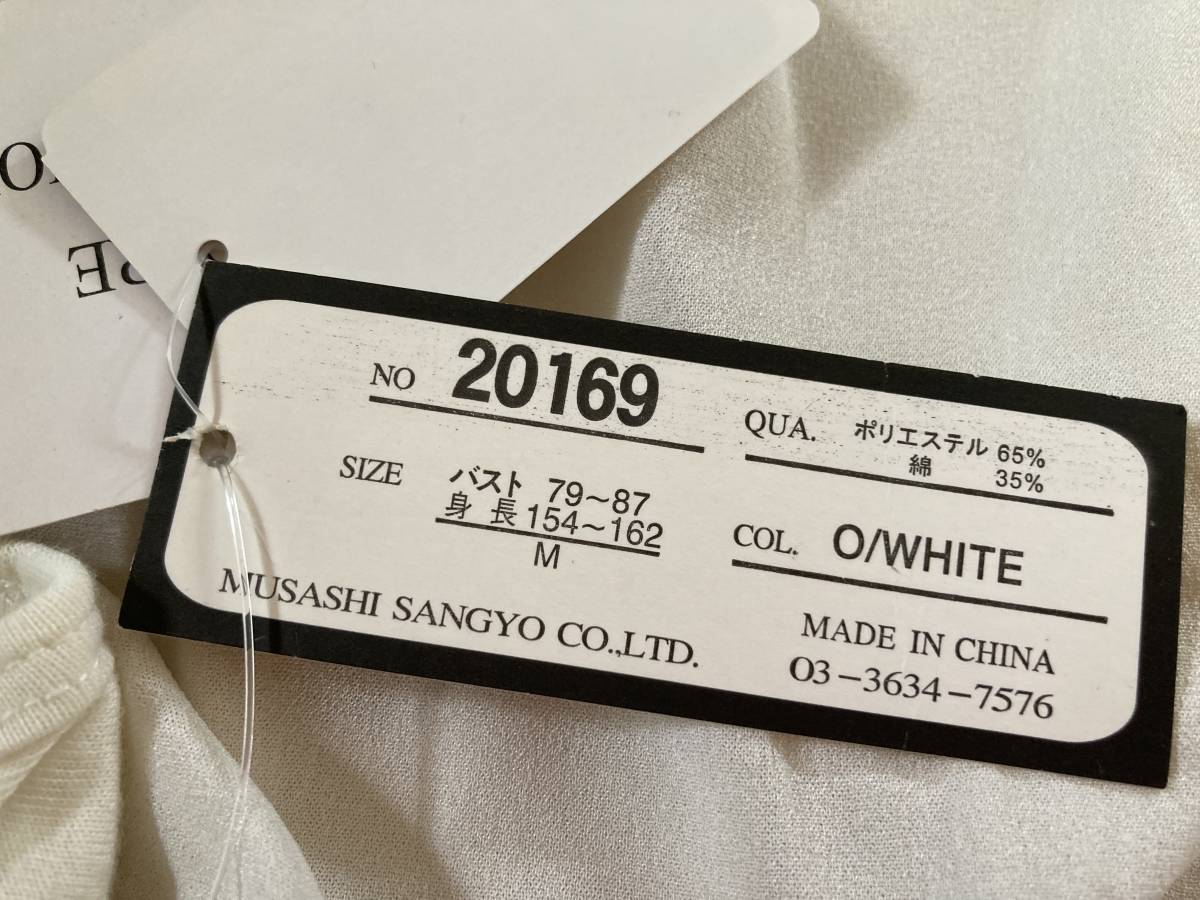 NO 20169
QUA. ポリエステル 65%
綿 35%
SIZE バスト 79～87
身 長 154～162
M
COL. O/WHITE
MUSASHI SANGYO CO.,LTD.
MADE IN CHINA
03-3634-7576